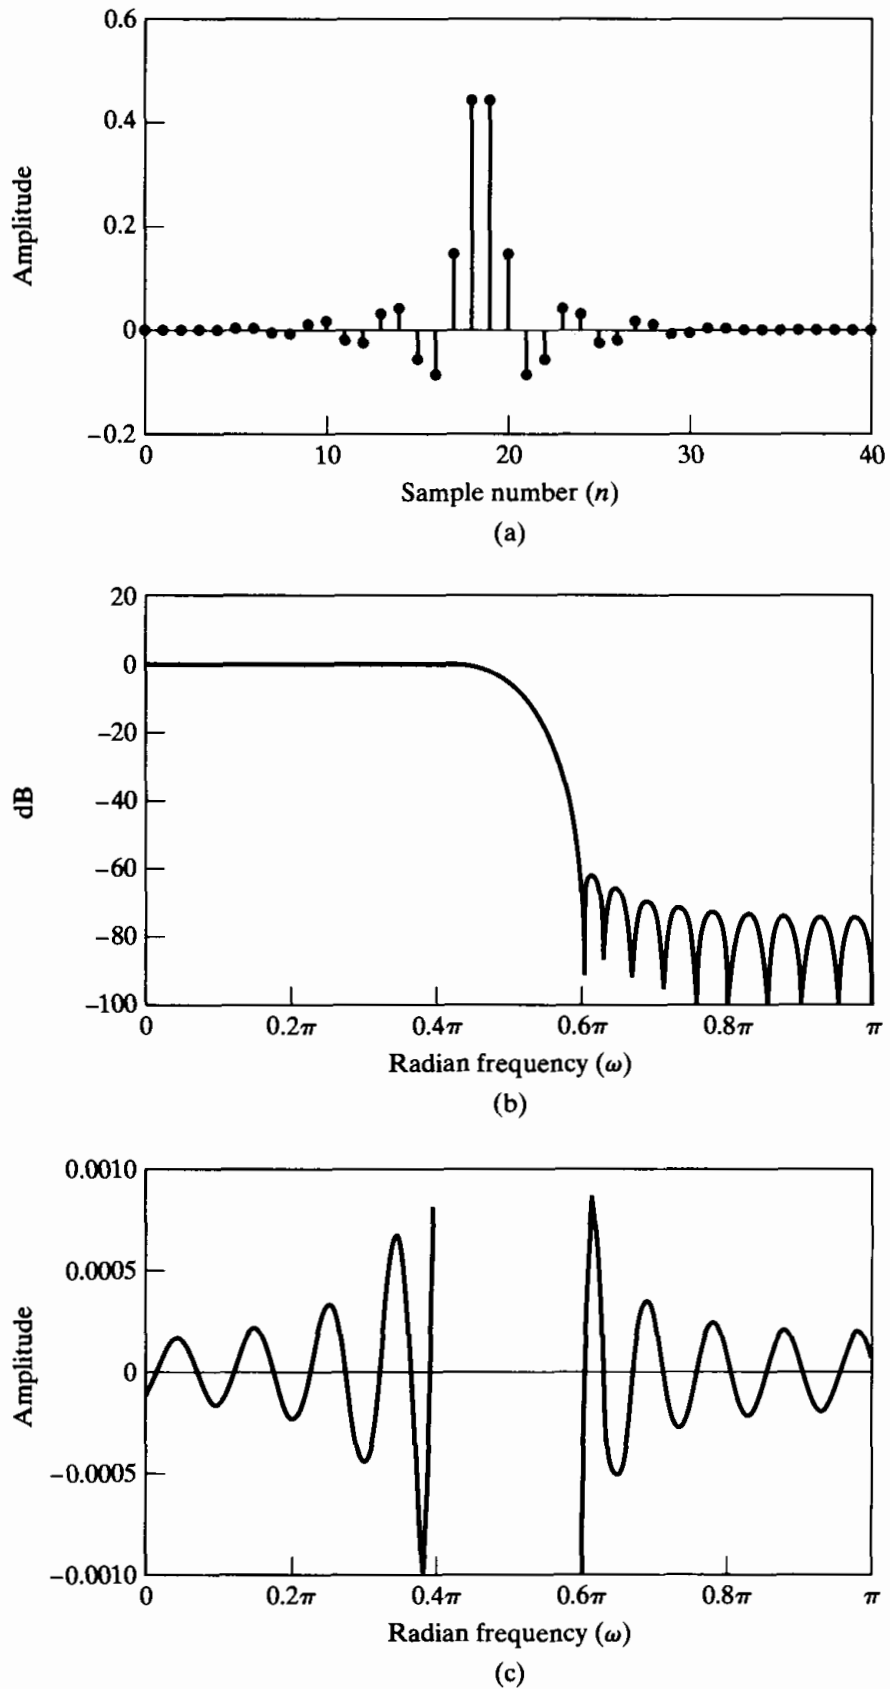 0.6
0.4
0.2
0
−0.2
Amplitude
0 10 20 30 40
Sample number (n)
(a)
20
0
−20
−40
−60
−80
−100
dB
0 0.2π 0.4π 0.6π 0.8π π
Radian frequency (ω)
(b)
0.0010
0.0005
0
−0.0005
−0.0010
Amplitude
0 0.2π 0.4π 0.6π 0.8π π
Radian frequency (ω)
(c)